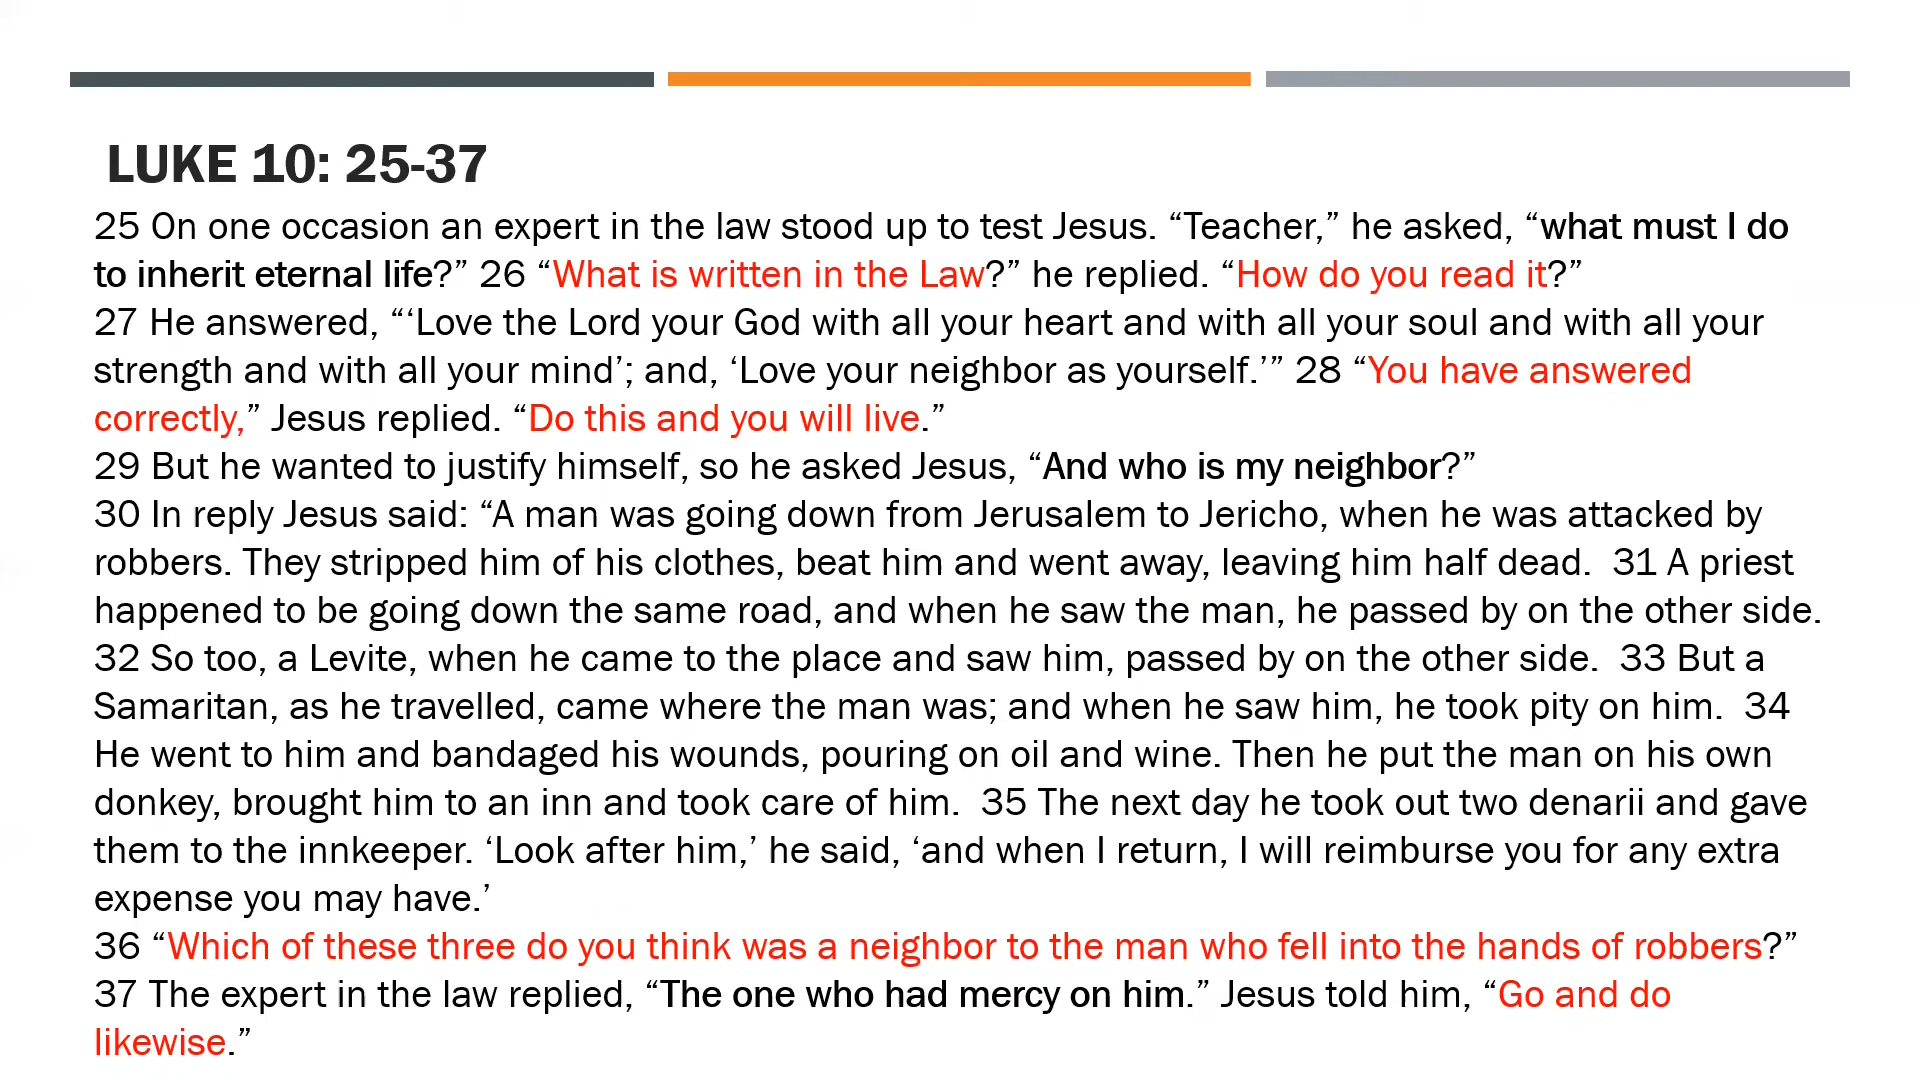 LUKE 10: 25-37
25 On one occasion an expert in the law stood up to test Jesus. “Teacher,” he asked, “what must I do
to inherit eternal life?” 26 “What is written in the Law?” he replied. “How do you read it?”
27 He answered, “‘Love the Lord your God with all your heart and with all your soul and with all your
strength and with all your mind’; and, ‘Love your neighbor as yourself.’” 28 “You have answered
correctly,” Jesus replied. “Do this and you will live.”
29 But he wanted to justify himself, so he asked Jesus, “And who is my neighbor?”
30 In reply Jesus said: “A man was going down from Jerusalem to Jericho, when he was attacked by
robbers. They stripped him of his clothes, beat him and went away, leaving him half dead.  31 A priest
happened to be going down the same road, and when he saw the man, he passed by on the other side.
32 So too, a Levite, when he came to the place and saw him, passed by on the other side.  33 But a
Samaritan, as he travelled, came where the man was; and when he saw him, he took pity on him.  34
He went to him and bandaged his wounds, pouring on oil and wine. Then he put the man on his own
donkey, brought him to an inn and took care of him.  35 The next day he took out two denarii and gave
them to the innkeeper. ‘Look after him,’ he said, ‘and when I return, I will reimburse you for any extra
expense you may have.’
36 “Which of these three do you think was a neighbor to the man who fell into the hands of robbers?”
37 The expert in the law replied, “The one who had mercy on him.” Jesus told him, “Go and do
likewise.”